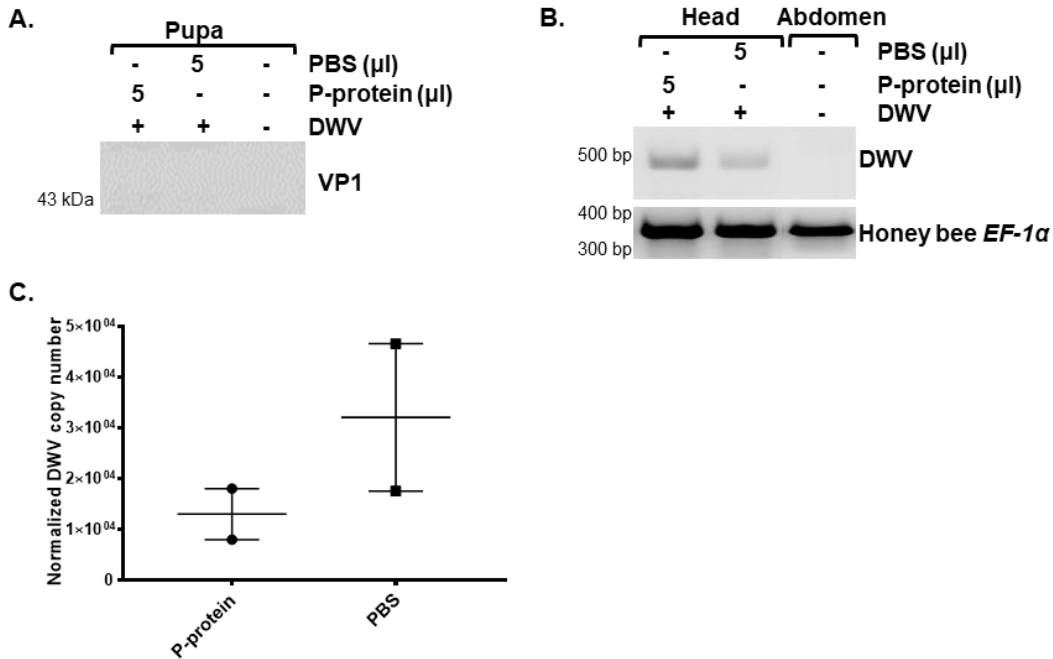 A.
Pupa
- 5 - PBS (µl)
5 - - P-protein (µl)
+ + - DWV
43 kDa
VP1
B.
Head Abdomen
- 5 - PBS (µl)
5 - - P-protein (µl)
+ + - DWV
500 bp
DWV
400 bp
300 bp
Honey bee EF-1α
C.
Normalized DWV copy number
5×10⁰⁴
4×10⁰⁴
3×10⁰⁴
2×10⁰⁴
1×10⁰⁴
0
P-protein
PBS